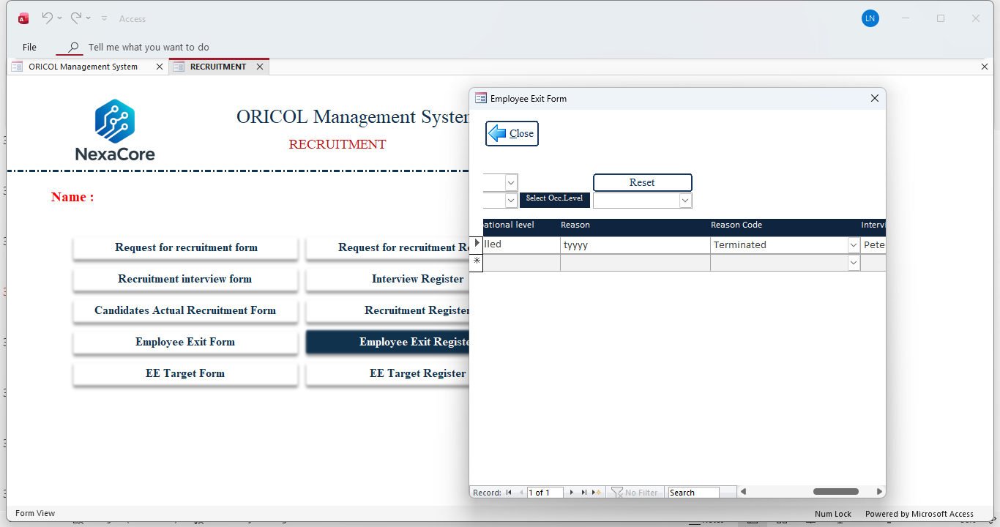 LN
Access
File
Tell me what you want to do
ORICOL Management System
RECRUITMENT
Employee Exit Form
Close
NexaCore
ORICOL Management System
RECRUITMENT
Name :
Reset
Select Occ.Level
ational level Reason Reason Code Intervi
lled tyyyy Terminated Pete
Request for recruitment form Request for recruitment Re
Recruitment interview form Interview Register
Candidates Actual Recruitment Form Recruitment Register
Employee Exit Form Employee Exit Registe
EE Target Form EE Target Register
Record: 1 of 1 No Filter Search
Form View
Num Lock Powered by Microsoft Access